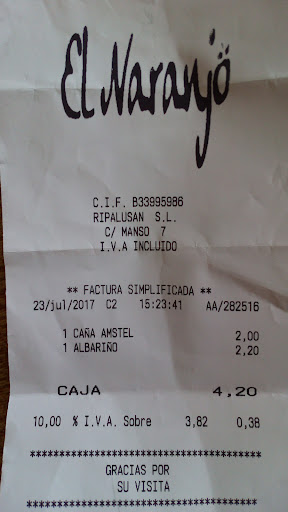 El Naranjo
C.I.F. B33995986
RIPALUSAN S.L.
C/ MANSO 7
I.V.A INCLUIDO
** FACTURA SIMPLIFICADA **
23/jul/2017 C2 15:23:41 AA/282516
1 CAÑA AMSTEL 2,00
1 ALBARIÑO 2,20
CAJA 4,20
10,00 % I.V.A. Sobre 3,82 0,38
**********************************
GRACIAS POR
SU VISITA
**********************************